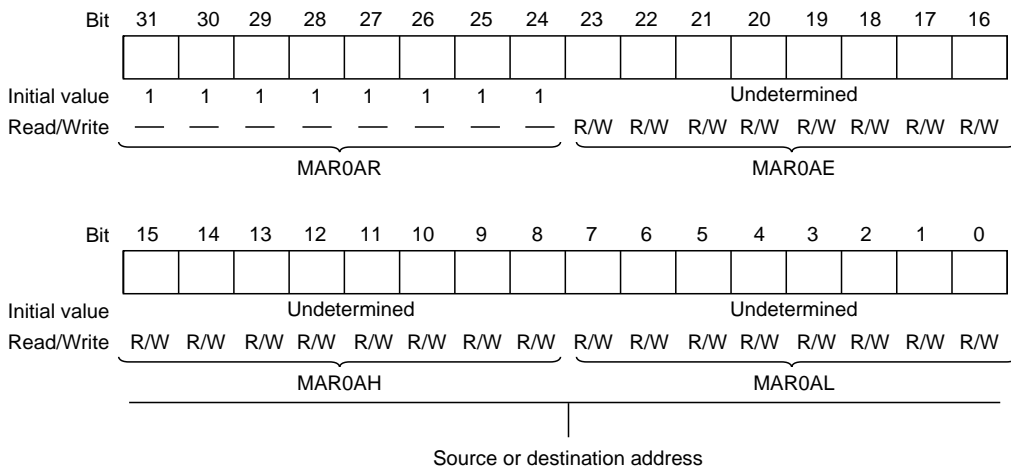 Bit 31 30 29 28 27 26 25 24 23 22 21 20 19 18 17 16
Initial value 1 1 1 1 1 1 1 1 Undetermined
Read/Write — — — — — — — — R/W R/W R/W R/W R/W R/W R/W R/W
MAR0AR MAR0AE
Bit 15 14 13 12 11 10 9 8 7 6 5 4 3 2 1 0
Initial value Undetermined Undetermined
Read/Write R/W R/W R/W R/W R/W R/W R/W R/W R/W R/W R/W R/W R/W R/W R/W R/W
MAR0AH MAR0AL
Source or destination address